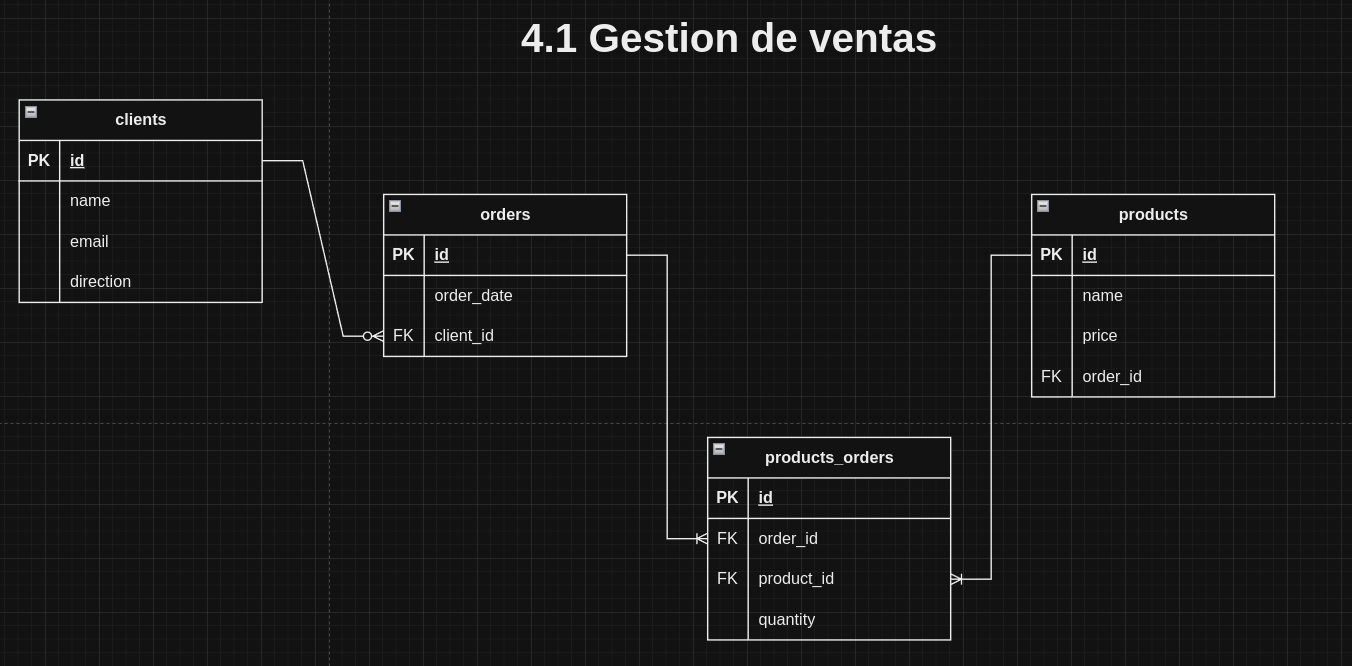 4.1 Gestion de ventas
clients
PK id
name
email
direction
orders
PK id
order_date
FK client_id
products
PK id
name
price
FK order_id
products_orders
PK id
FK order_id
FK product_id
quantity